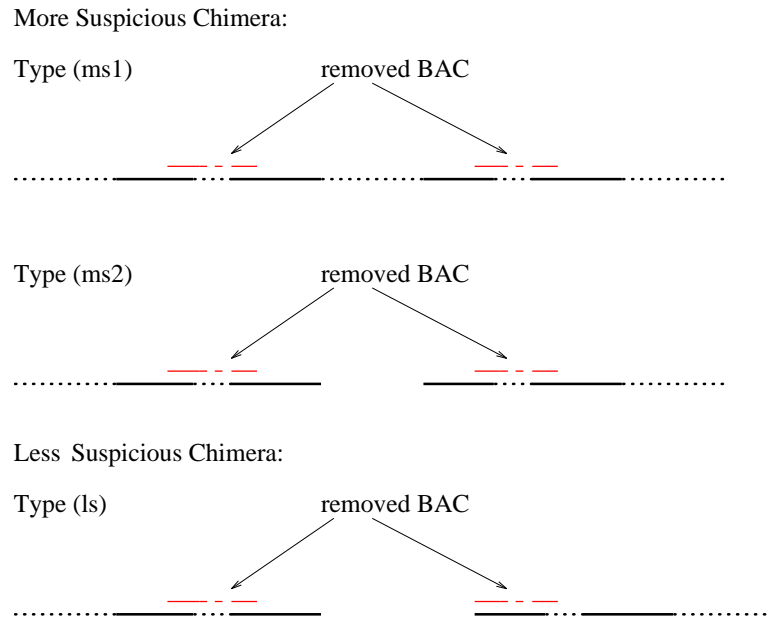 More Suspicious Chimera:
Type (ms1) removed BAC
Type (ms2) removed BAC
Less Suspicious Chimera:
Type (ls) removed BAC